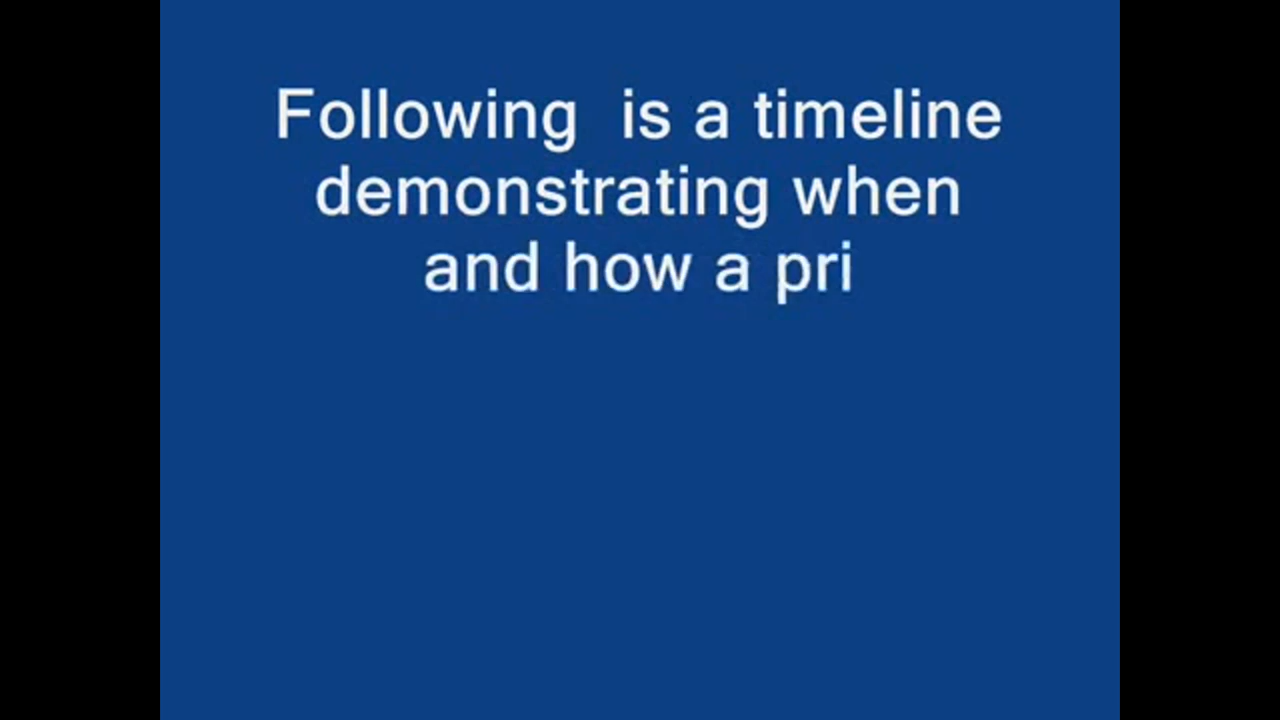 Following  is a timeline
demonstrating when
and how a pri